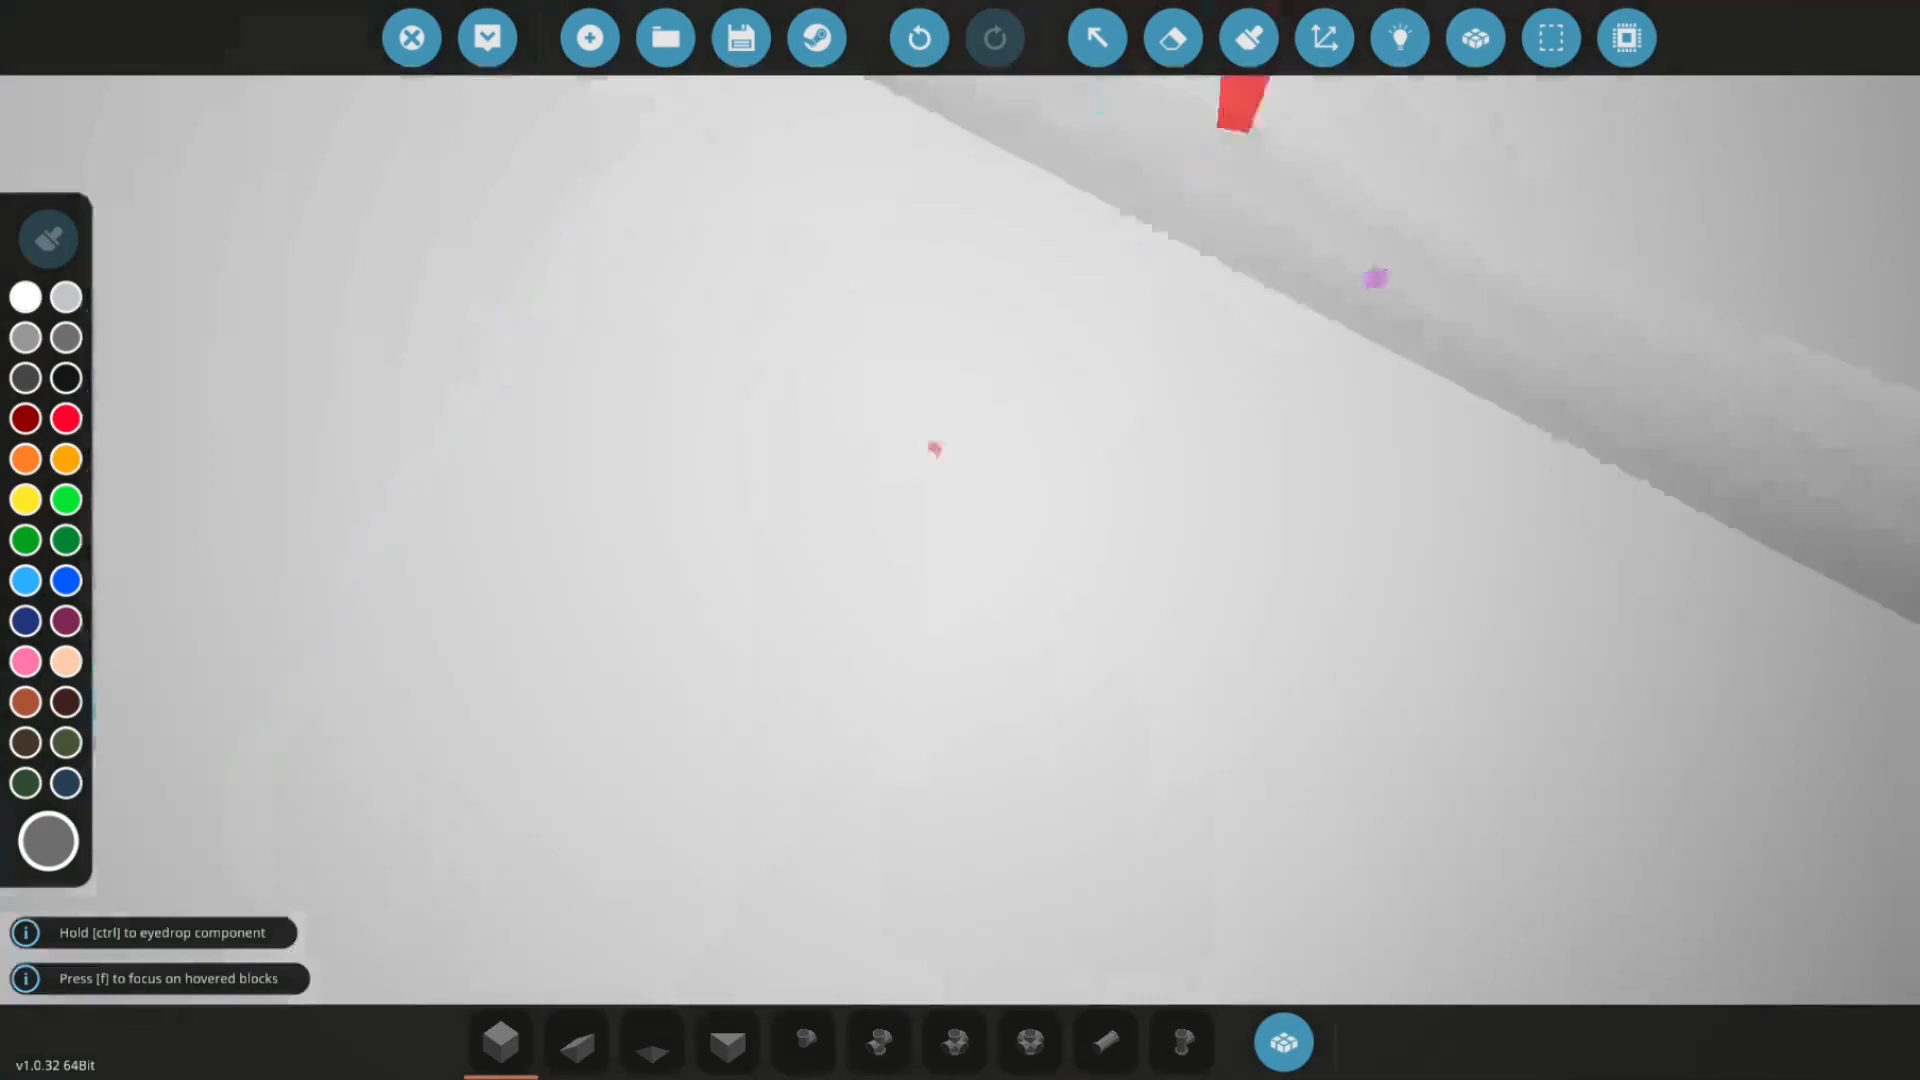 Hold [ctrl] to eyedrop component
Press [f] to focus on hovered blocks
v1.0.32 64Bit